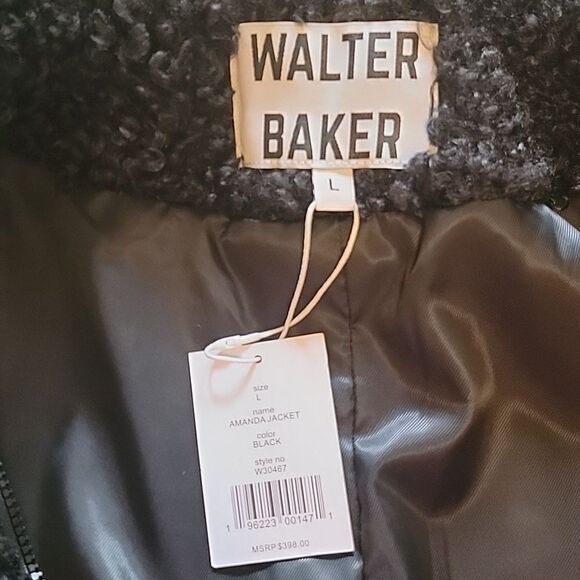 WALTER
BAKER
L
size
L
name
AMANDA JACKET
color
BLACK
style no
W30467
1 96223 00147 1
MSRP $398.00